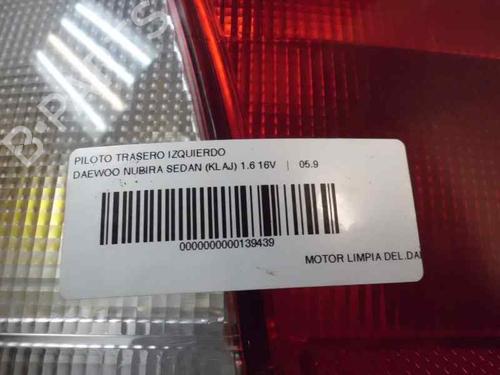 PILOTO TRASERO IZQUIERDO
DAEWOO NUBIRA SEDAN (KLAJ) 1.6 16V | 05.9
0000000000139439
MOTOR LIMPIA DEL.DA